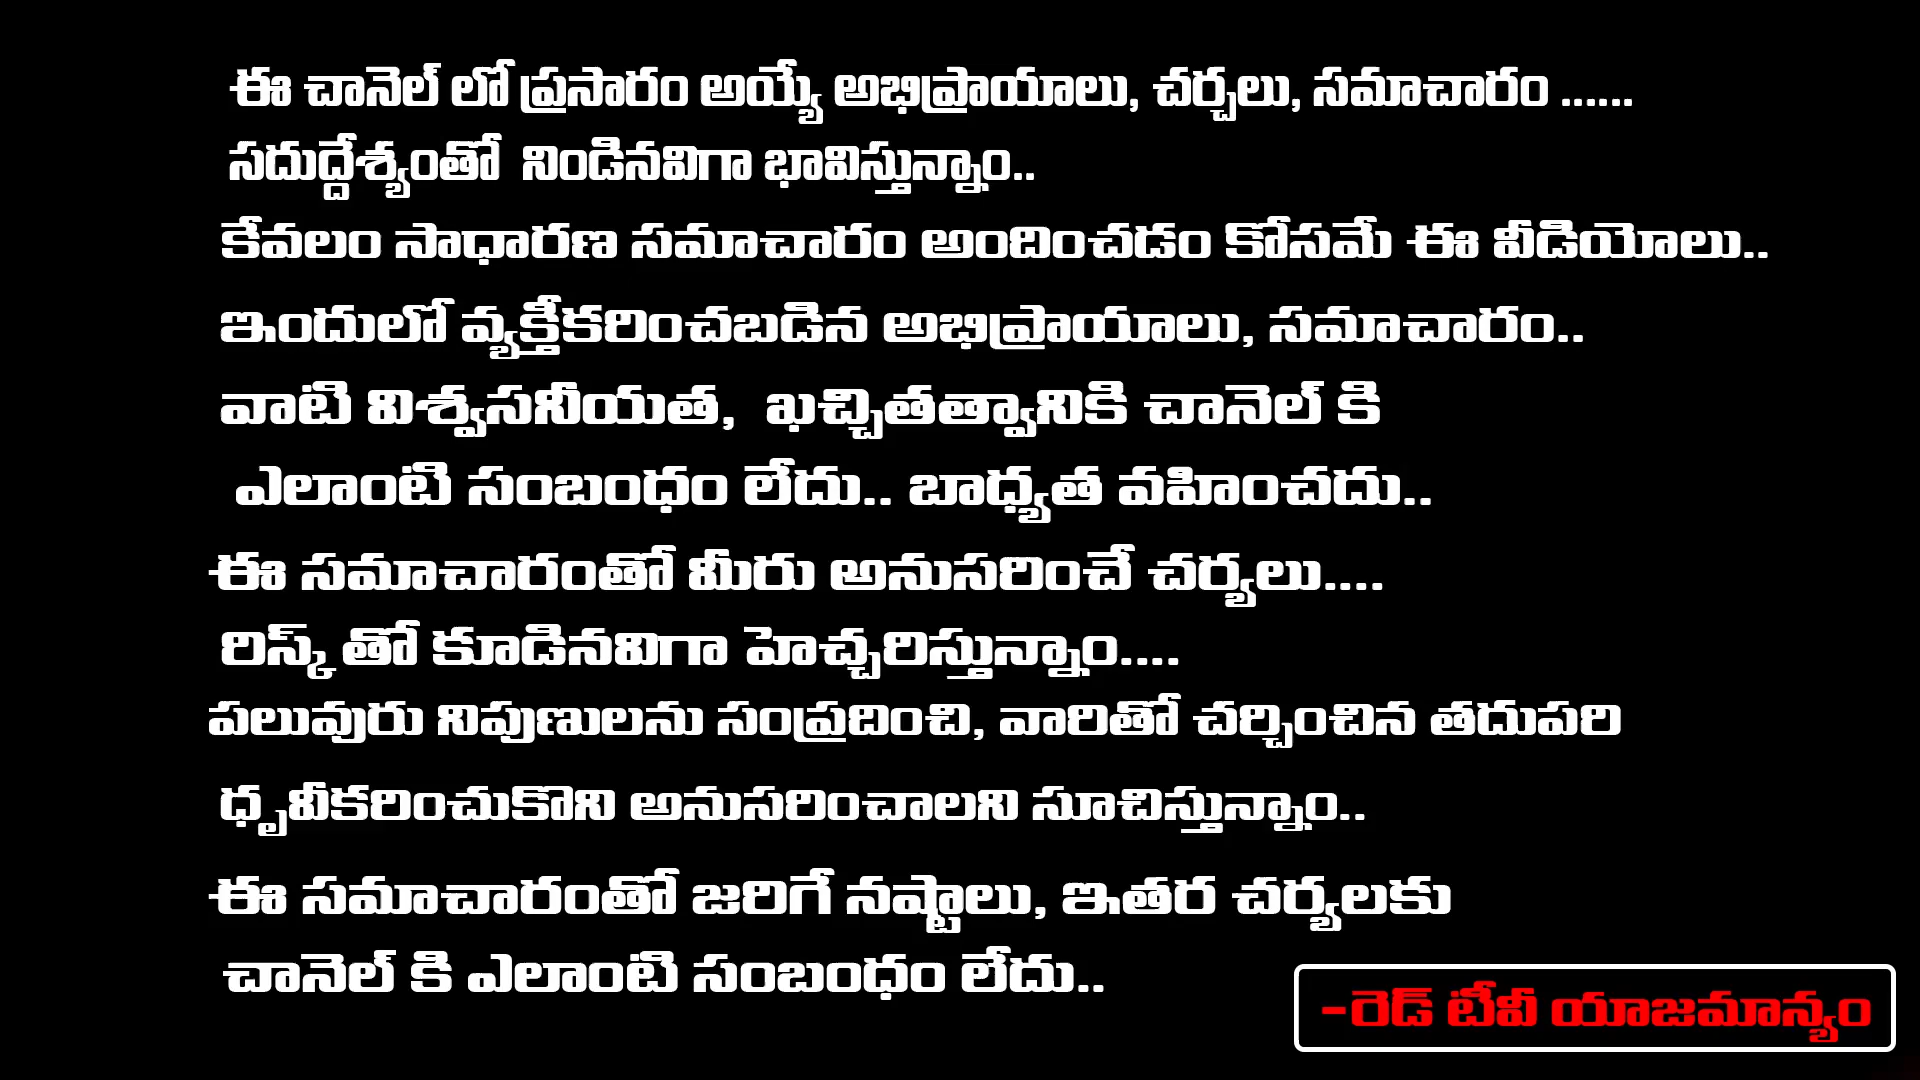 ఈ చానెల్ లో ప్రసారం అయ్యే అభిప్రాయాలు, చర్చలు, సమాచారం ......
సదుద్దేశ్యంతో నిండినవిగా భావిస్తున్నాం..
కేవలం సాధారణ సమాచారం అందించడం కోసమే ఈ వీడియోలు..
ఇందులో వ్యక్తీకరించబడిన అభిప్రాయాలు, సమాచారం..
వాటి విశ్వసనీయత, ఖచ్చితత్వానికి చానెల్ కి
ఎలాంటి సంబంధం లేదు.. బాధ్యత వహించదు..
ఈ సమాచారంతో మీరు అనుసరించే చర్యలు....
రిస్క్ తో కూడినవిగా హెచ్చరిస్తున్నాం....
పలువురు నిపుణులను సంప్రదించి, వారితో చర్చించిన తదుపరి
ధృవీకరించుకొని అనుసరించాలని సూచిస్తున్నాం..
ఈ సమాచారంతో జరిగే నష్టాలు, ఇతర చర్యలకు
చానెల్ కి ఎలాంటి సంబంధం లేదు..
-రెడ్ టీవీ యాజమాన్యం